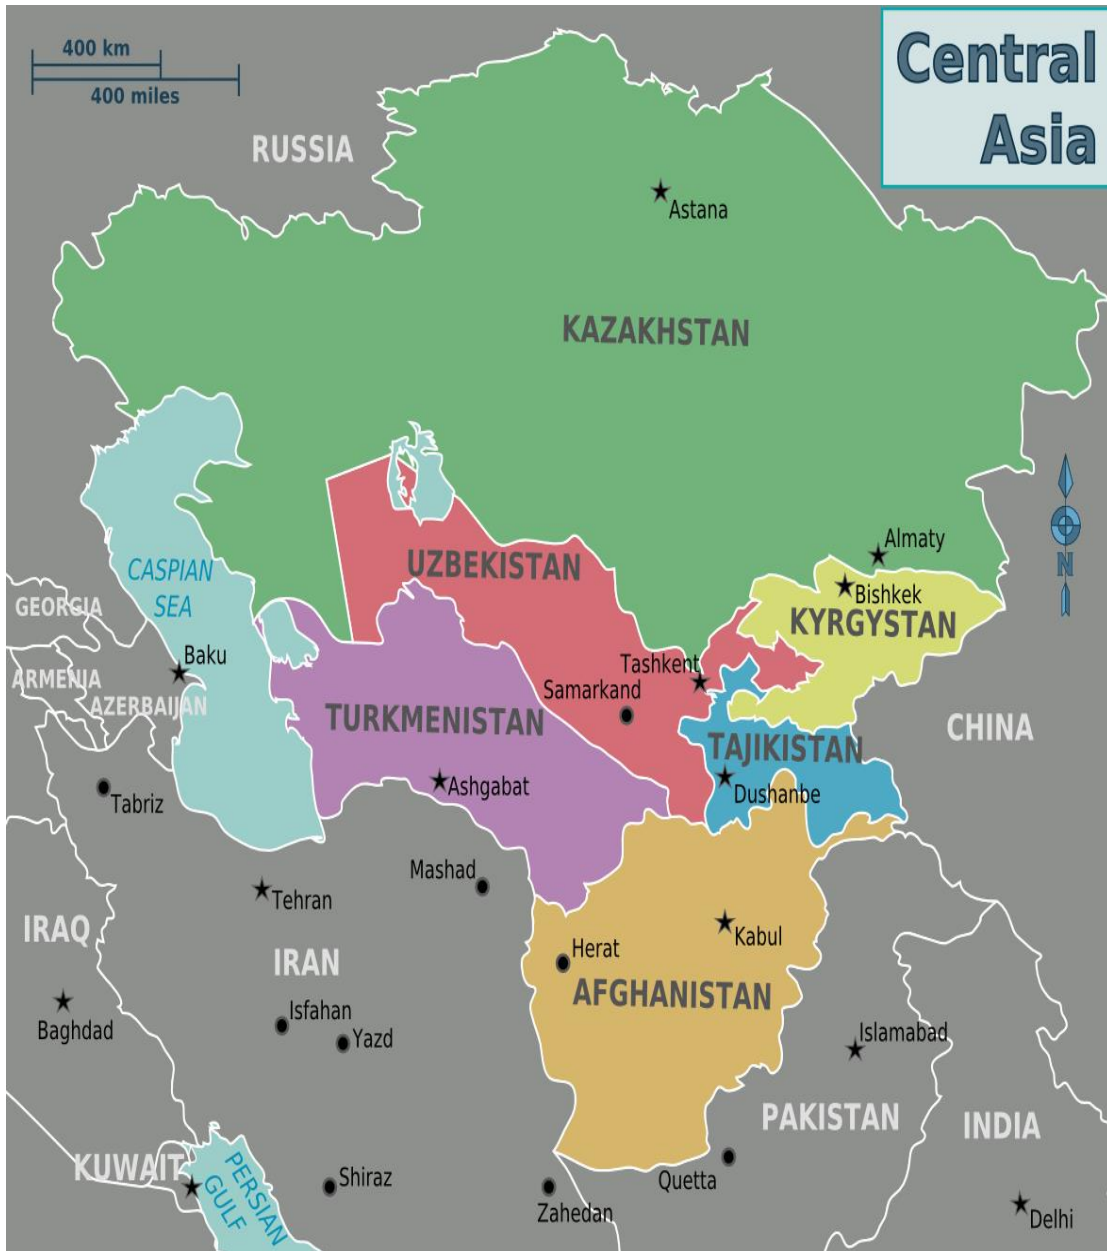 400 km
400 miles
Central
Asia
RUSSIA
Astana
KAZAKHSTAN
CASPIAN
SEA
UZBEKISTAN
Almaty
Bishkek
N
GEORGIA
KYRGYSTAN
Baku
Tashkent
ARMENIA
AZERBAIJAN
Samarkand
TURKMENISTAN
TAJIKISTAN
CHINA
Ashgabat
Dushanbe
Tabriz
Mashad
Tehran
IRAQ
IRAN
Herat
Kabul
AFGHANISTAN
Baghdad
Isfahan
Yazd
Islamabad
PAKISTAN
INDIA
KUWAIT
PERSIAN
GULF
Shiraz
Zahedan
Quetta
Delhi